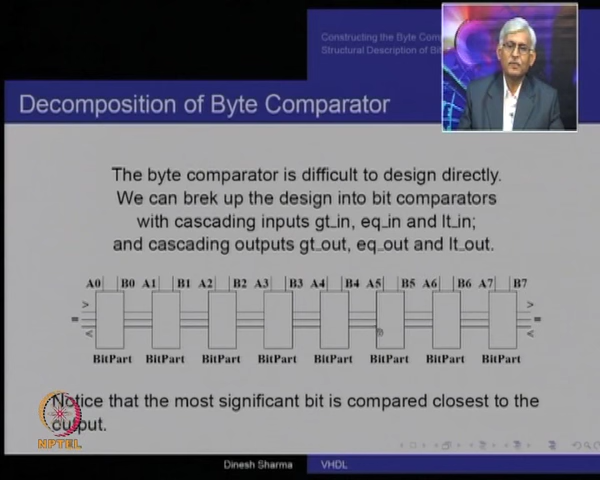 Constructing the Byte Com
Structural Description of Bi
Decomposition of Byte Comparator
The byte comparator is difficult to design directly.
We can brek up the design into bit comparators
with cascading inputs gt_in, eq_in and lt_in;
and cascading outputs gt_out, eq_out and lt_out.
A0 B0 A1 B1 A2 B2 A3 B3 A4 B4 A5 B5 A6 B6 A7 B7
> >
= =
< <
BitPart BitPart BitPart BitPart BitPart BitPart BitPart BitPart
Notice that the most significant bit is compared closest to the
output.
NPTEL
Dinesh Sharma VHDL